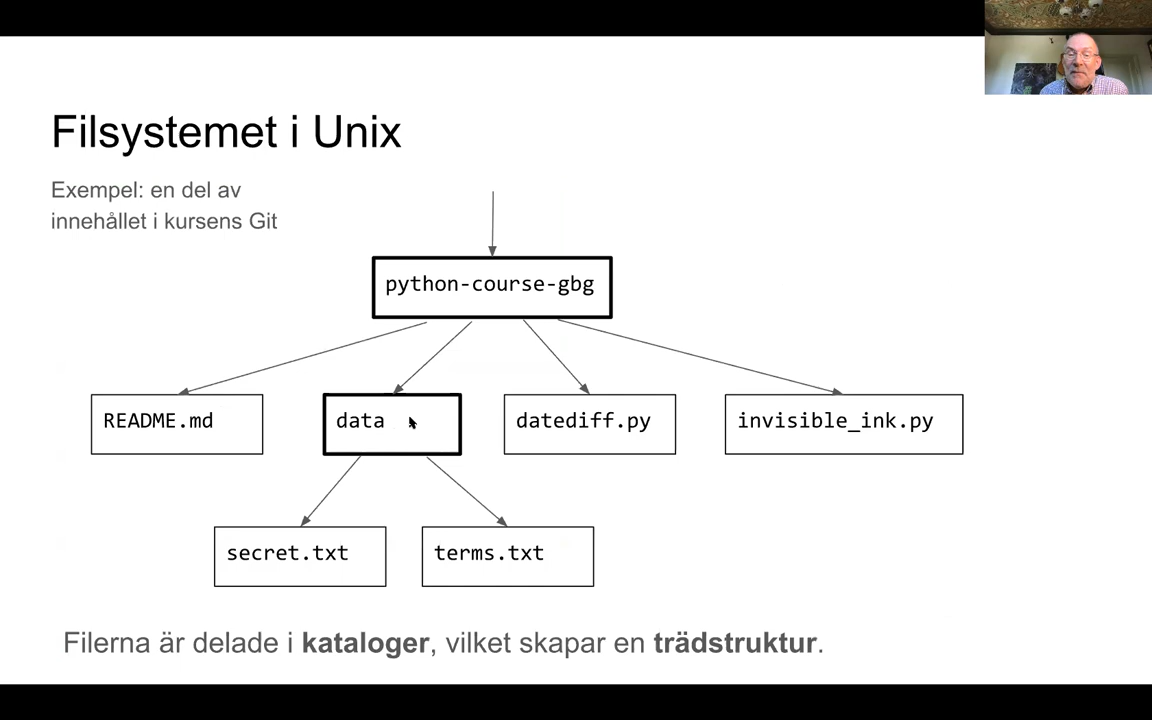 Filsystemet i Unix
Exempel: en del av
innehållet i kursens Git
python-course-gbg
README.md
data
datediff.py
invisible_ink.py
secret.txt
terms.txt
Filerna är delade i kataloger, vilket skapar en trädstruktur.